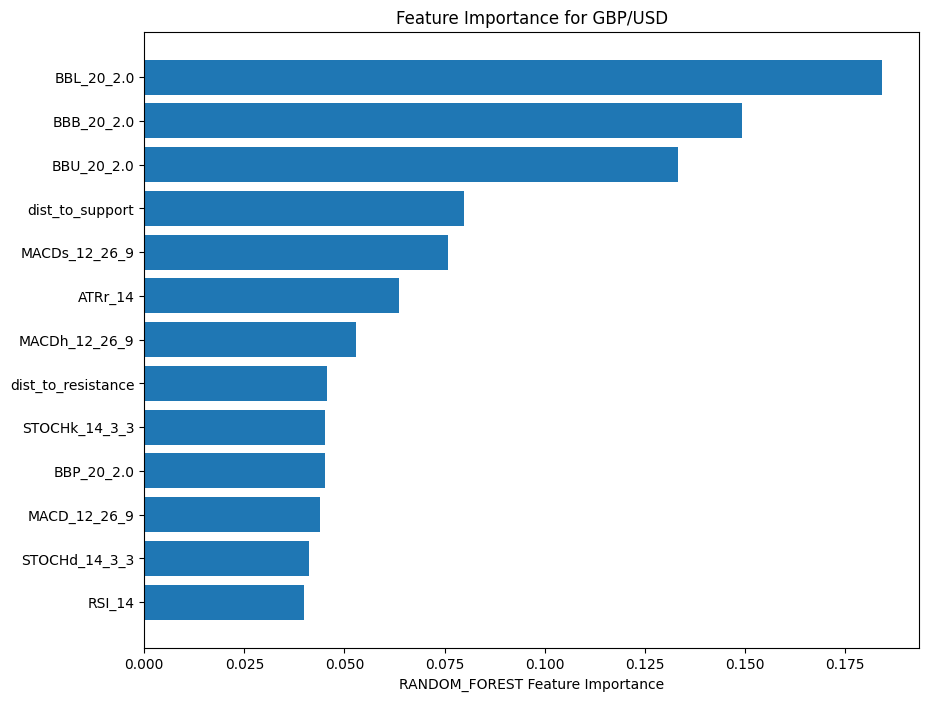 Feature Importance for GBP/USD
BBL_20_2.0
BBB_20_2.0
BBU_20_2.0
dist_to_support
MACDs_12_26_9
ATRr_14
MACDh_12_26_9
dist_to_resistance
STOCHk_14_3_3
BBP_20_2.0
MACD_12_26_9
STOCHd_14_3_3
RSI_14
0.000 0.025 0.050 0.075 0.100 0.125 0.150 0.175
RANDOM_FOREST Feature Importance